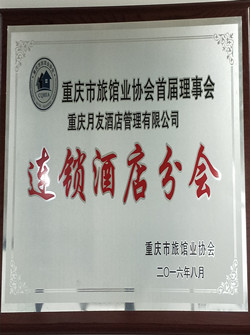 重庆市旅馆业协会首届理事会
重庆月友酒店管理有限公司
连锁酒店分会
重庆市旅馆业协会
二〇一六年八月